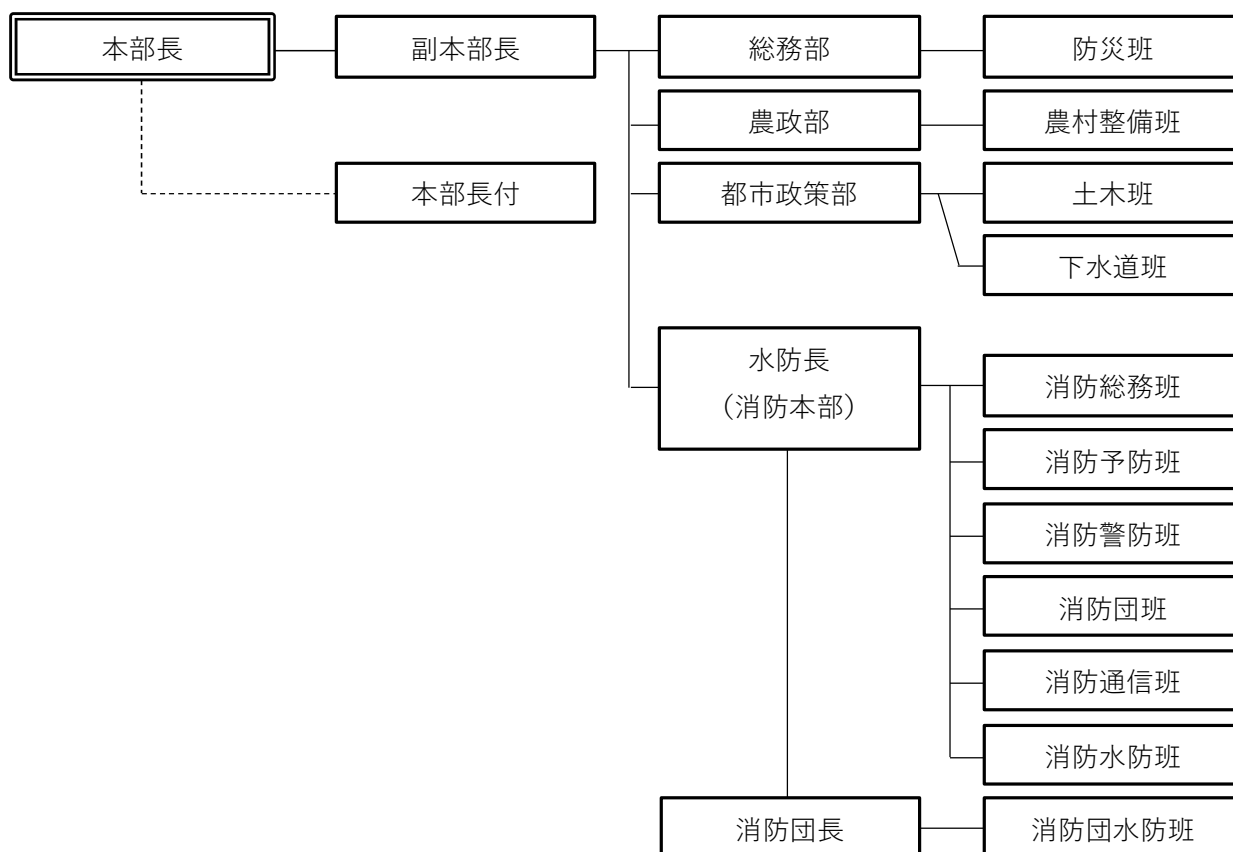 本部長
副本部長
総務部
防災班
農政部
農村整備班
本部長付
都市政策部
土木班
下水道班
水防長
（消防本部）
消防総務班
消防予防班
消防警防班
消防団班
消防通信班
消防水防班
消防団長
消防団水防班